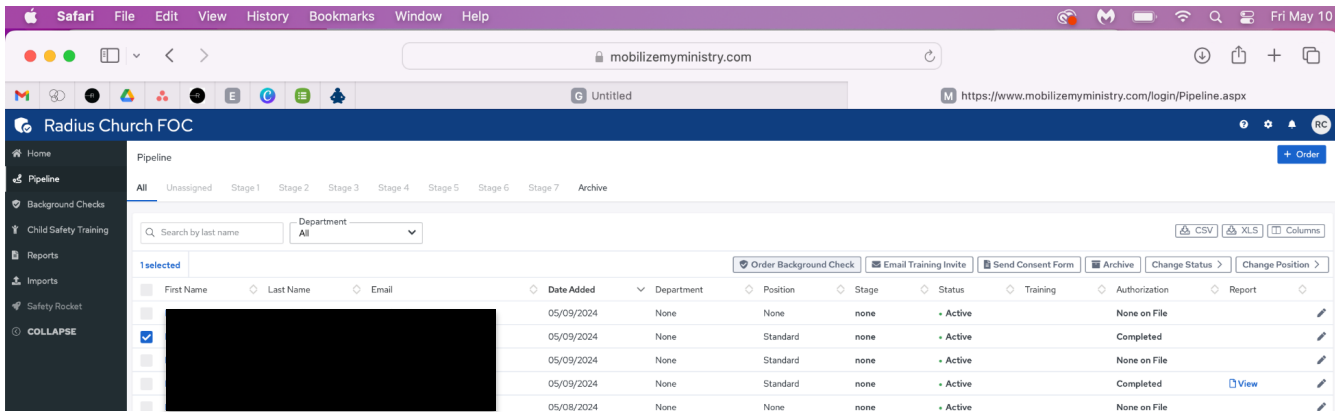 Safari File Edit View History Bookmarks Window Help Fri May 10
mobilizemyministry.com
E G Untitled M https://www.mobilizemyministry.com/login/Pipeline.aspx
Radius Church FOC RC
Home
Pipeline
+ Order
Pipeline
All Unassigned Stage 1 Stage 2 Stage 3 Stage 4 Stage 5 Stage 6 Stage 7 Archive
Background Checks
Child Safety Training
Department
Search by last name All CSV XLS Columns
Reports
1 selected Order Background Check Email Training Invite Send Consent Form Archive Change Status > Change Position >
Imports
First Name Last Name Email Date Added Department Position Stage Status Training Authorization Report
Safety Rocket
05/09/2024 None None none • Active None on File
COLLAPSE
05/09/2024 None Standard none • Active Completed
05/09/2024 None Standard none • Active None on File
05/09/2024 None Standard none • Active Completed View
05/08/2024 None None none • Active None on File